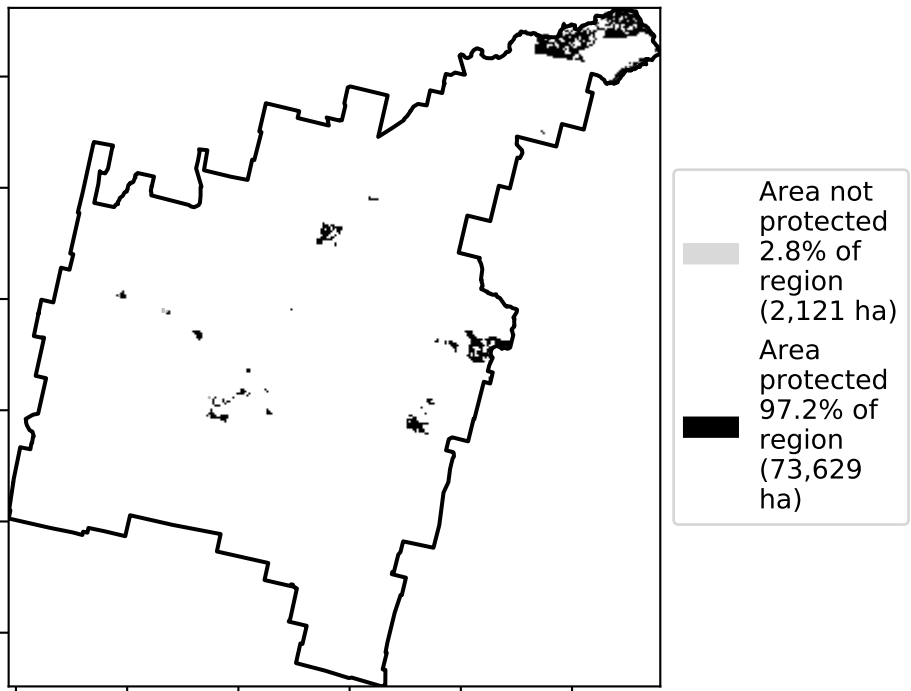 Area not
protected
2.8% of
region
(2,121 ha)
Area
protected
97.2% of
region
(73,629
ha)